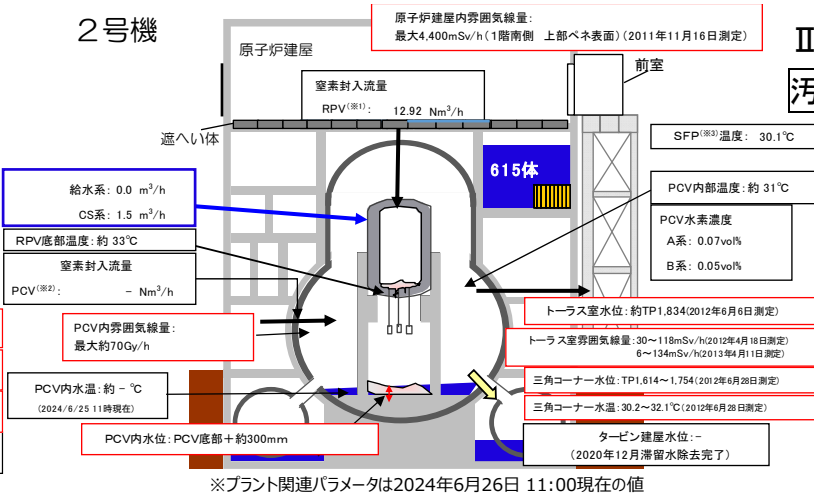 2号機
原子炉建屋内雰囲気線量:
最大4,400mSv/h(1階南側 上部ペネ表面)(2011年11月16日測定)
Ⅱ
汚
原子炉建屋
前室
窒素封入流量
RPV(※1): 12.92 Nm³/h
遮へい体
SFP(※3)温度: 30.1℃
615体
給水系: 0.0 m³/h
CS系: 1.5 m³/h
PCV内部温度: 約 31℃
PCV水素濃度
A系: 0.07vol%
B系: 0.05vol%
RPV底部温度: 約 33℃
窒素封入流量
PCV(※2): - Nm³/h
トーラス室水位: 約TP1,834(2012年6月6日測定)
PCV内雰囲気線量:
最大約70Gy/h
トーラス室雰囲気線量: 30~118mSv/h(2012年4月18日測定)
6~134mSv/h(2013年4月11日測定)
三角コーナー水位: TP1,614~1,754(2012年6月28日測定)
PCV内水温: 約 - ℃
(2024/6/25 11時現在)
三角コーナー水温: 30.2~32.1℃(2012年6月28日測定)
PCV内水位: PCV底部+約300mm
タービン建屋水位: -
(2020年12月滞留水除去完了)
※プラント関連パラメータは2024年6月26日 11:00現在の値